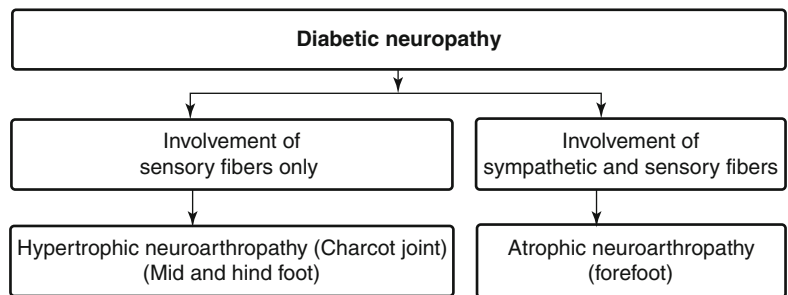 Diabetic neuropathy
Involvement of
sensory fibers only
Involvement of
sympathetic and sensory fibers
Hypertrophic neuroarthropathy (Charcot joint)
(Mid and hind foot)
Atrophic neuroarthropathy
(forefoot)